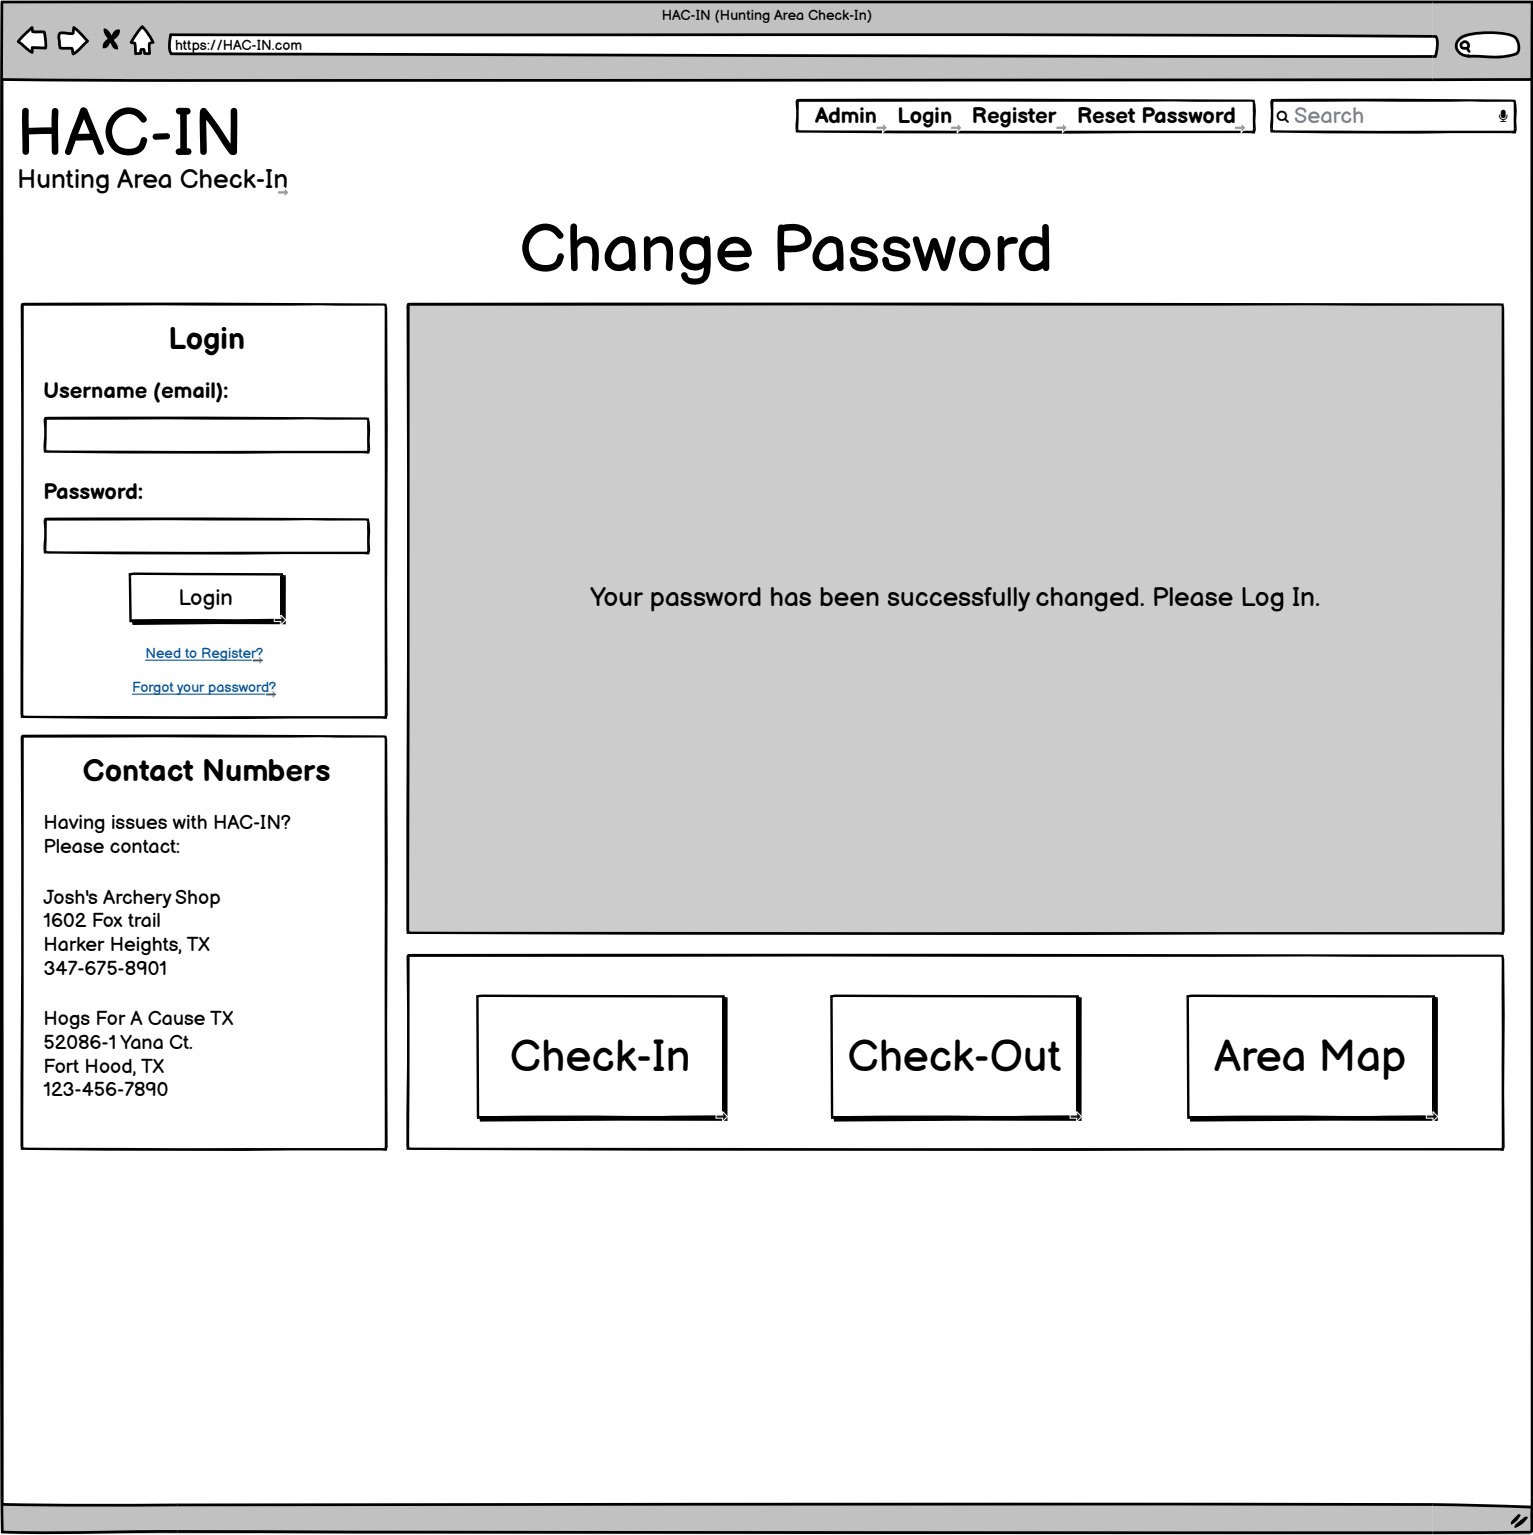 HAC-IN (Hunting Area Check-In)
https://HAC-IN.com
HAC-IN
Hunting Area Check-In
Admin Login Register Reset Password
Search
Change Password
Login
Username (email):
Password:
Login
Need to Register?
Forgot your password?
Your password has been successfully changed. Please Log In.
Contact Numbers
Having issues with HAC-IN?
Please contact:
Josh's Archery Shop
1602 Fox trail
Harker Heights, TX
347-675-8901
Hogs For A Cause TX
52086-1 Yana Ct.
Fort Hood, TX
123-456-7890
Check-In
Check-Out
Area Map